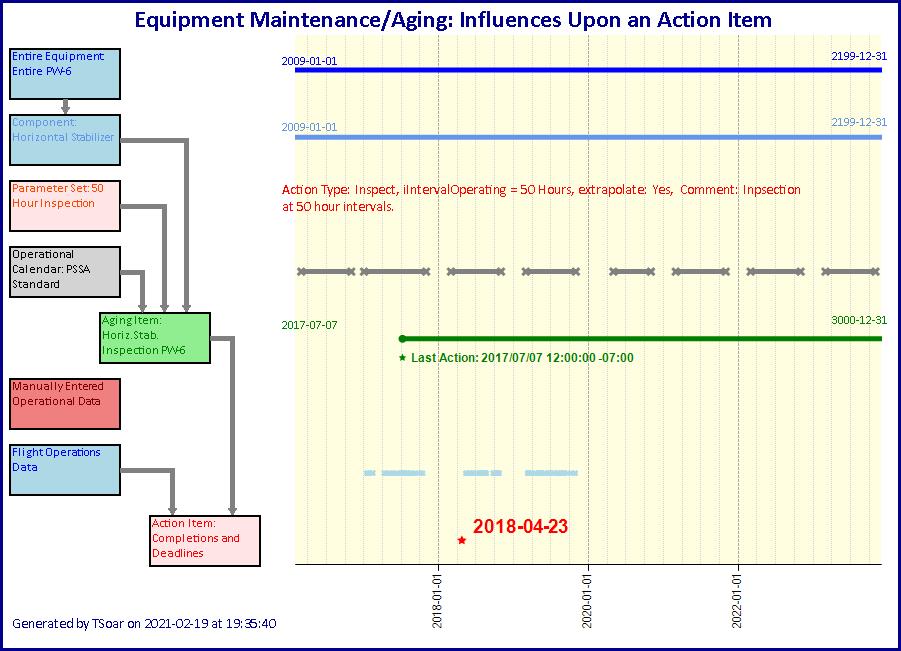 Equipment Maintenance/Aging: Influences Upon an Action Item
Entire Equipment
Entire PW-6
2009-01-01
2199-12-31
Component:
Horizontal Stabilizer
2009-01-01
2199-12-31
Parameter Set: 50
Hour Inspection
Action Type: Inspect, iIntervalOperating = 50 Hours, extrapolate: Yes, Comment: Inpsection
at 50 hour intervals.
Operational
Calendar: PSSA
Standard
Aging Item:
Horiz.Stab.
Inspection PW-6
2017-07-07
3000-12-31
Last Action: 2017/07/07 12:00:00 -07:00
Manually Entered
Operational Data
Flight Operations
Data
Action Item:
Completions and
Deadlines
2018-04-23
2018-01-01
2020-01-01
2022-01-01
Generated by TSoar on 2021-02-19 at 19:35:40